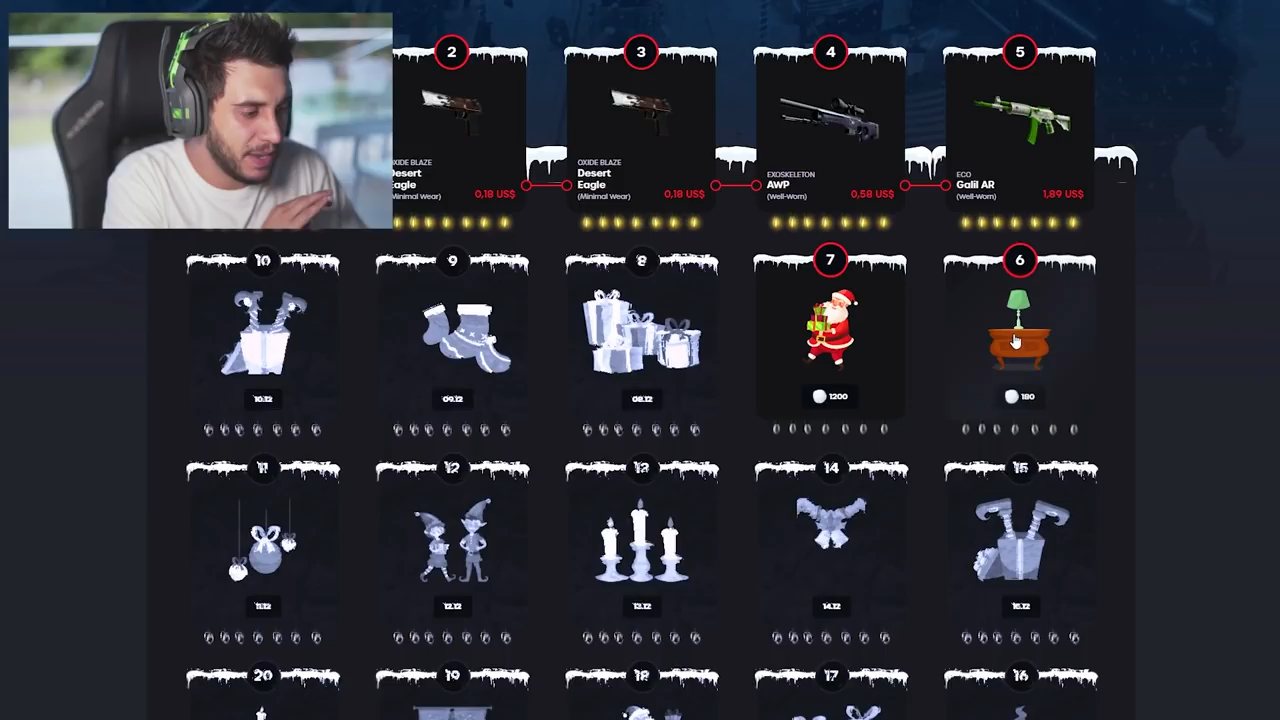 2
3
4
5
OXIDE BLAZE
Desert
Eagle
(Minimal Wear)
0,18 US$
OXIDE BLAZE
Desert
Eagle
(Minimal Wear)
0,18 US$
EXOSKELETON
AWP
(Well-Worn)
0,58 US$
ECO
Galil AR
(Well-Worn)
1,89 US$
10
9
8
7
6
10.12
09.12
08.12
1200
180
11
12
13
14
15
11.12
12.12
13.12
14.12
15.12
20
19
18
17
16